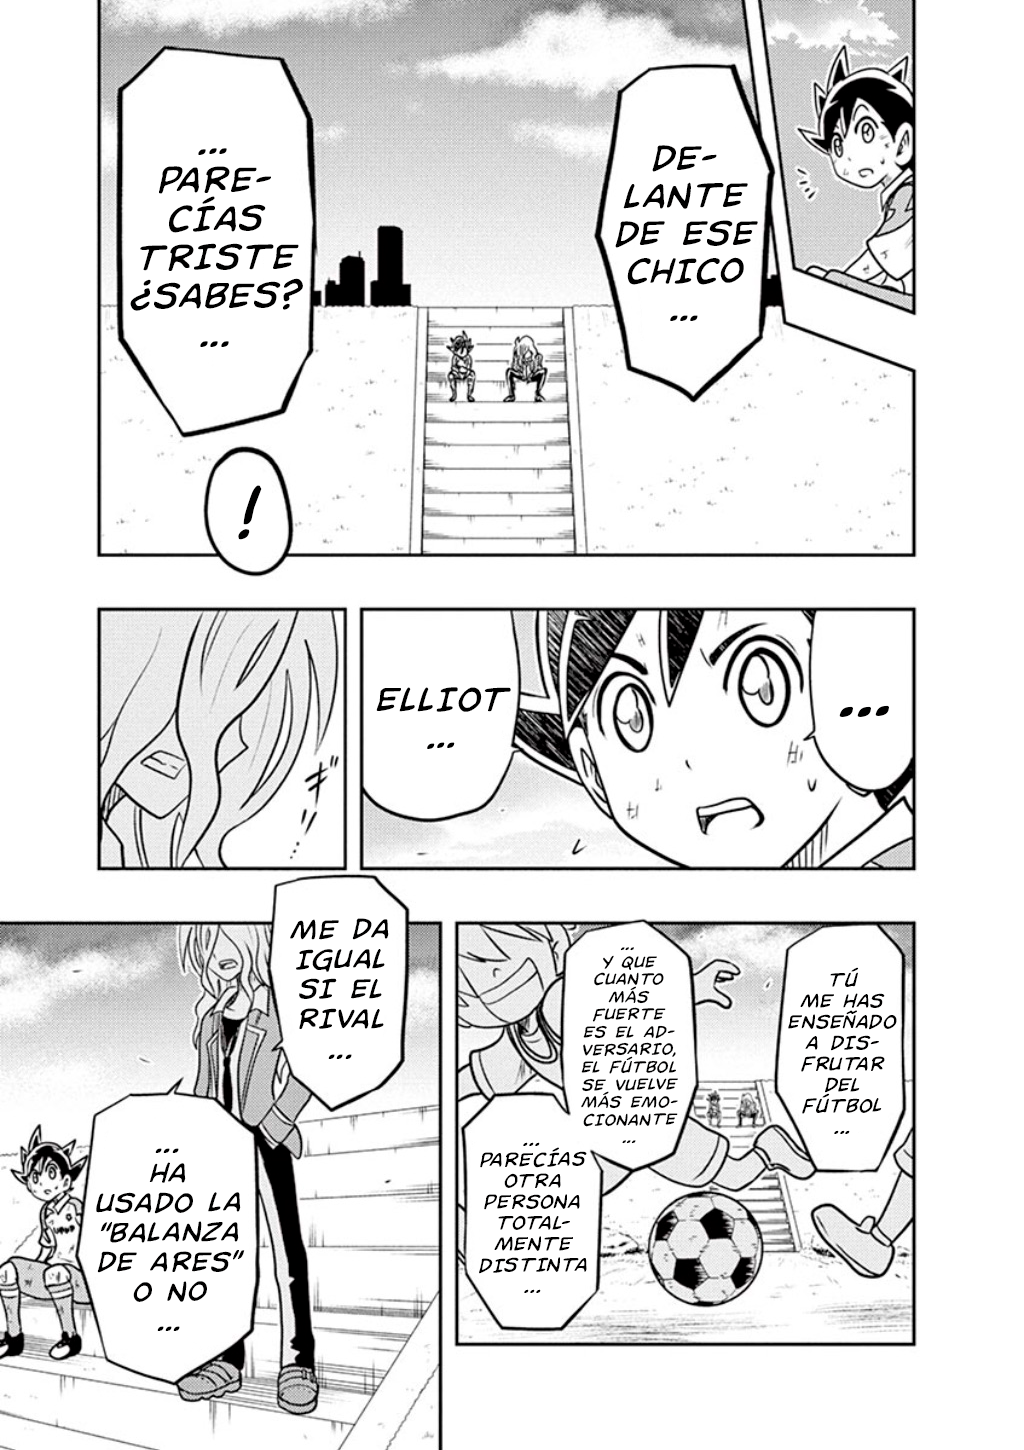 DE-
LANTE
DE ESE
CHICO
...
...
PARE-
CÍAS
TRISTE
¿SABES?
...
!
...
ELLIOT
...
ギ
TÚ
ME HAS
ENSEÑADO
A DIS-
FRUTAR
DEL
FÚTBOL
...
...
Y QUE
CUANTO
MÁS
FUERTE
ES EL AD-
VERSARIO,
EL FÚTBOL
SE VUELVE
MÁS EMO-
CIONANTE
...
...
PARECÍAS
OTRA
PERSONA
TOTAL-
MENTE
DISTINTA
...
ME DA
IGUAL
SI EL
RIVAL
...
...
HA
USADO LA
"BALANZA
DE ARES"
O NO
...